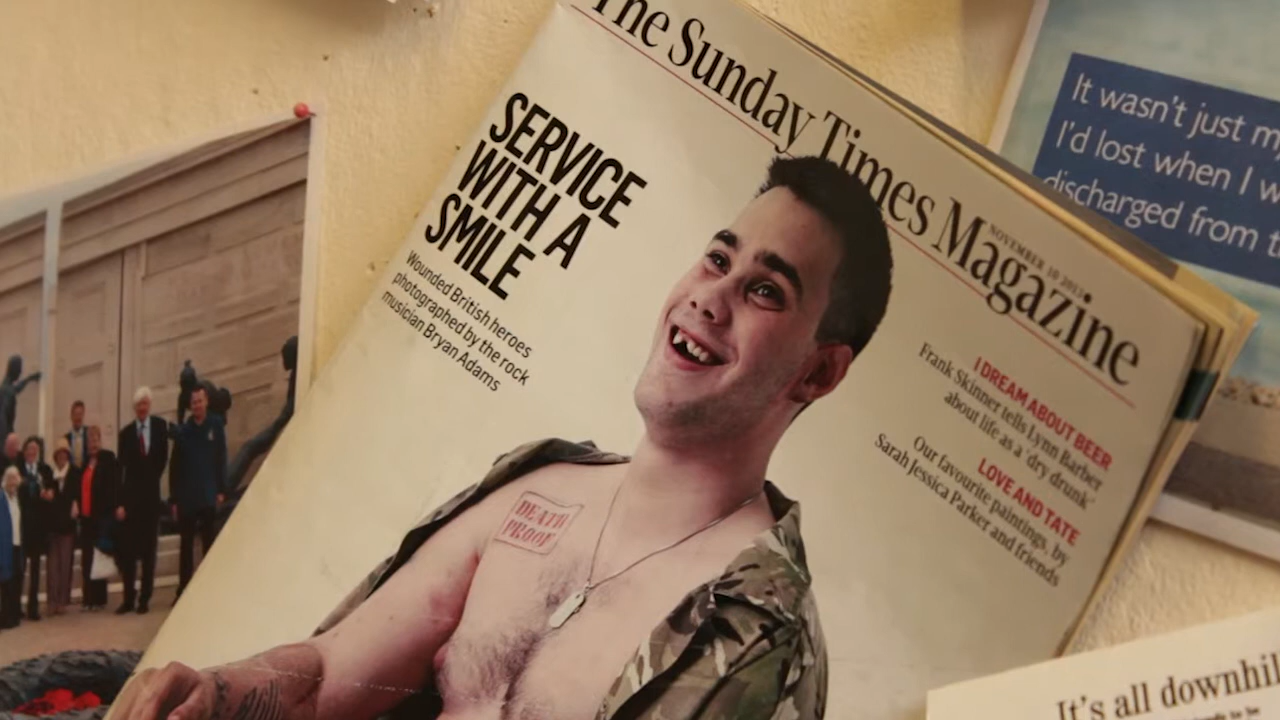 The Sunday Times Magazine
NOVEMBER 10 2013
SERVICE
WITH A
SMILE
Wounded British heroes
photographed by the rock
musician Bryan Adams
I DREAM ABOUT BEER
Frank Skinner tells Lynn Barber
about life as a 'dry drunk'
LOVE AND TATE
Our favourite paintings, by
Sarah Jessica Parker and friends
DEATH
PROOF
It wasn't just
I'd lost when I
discharged from
It's all downhil